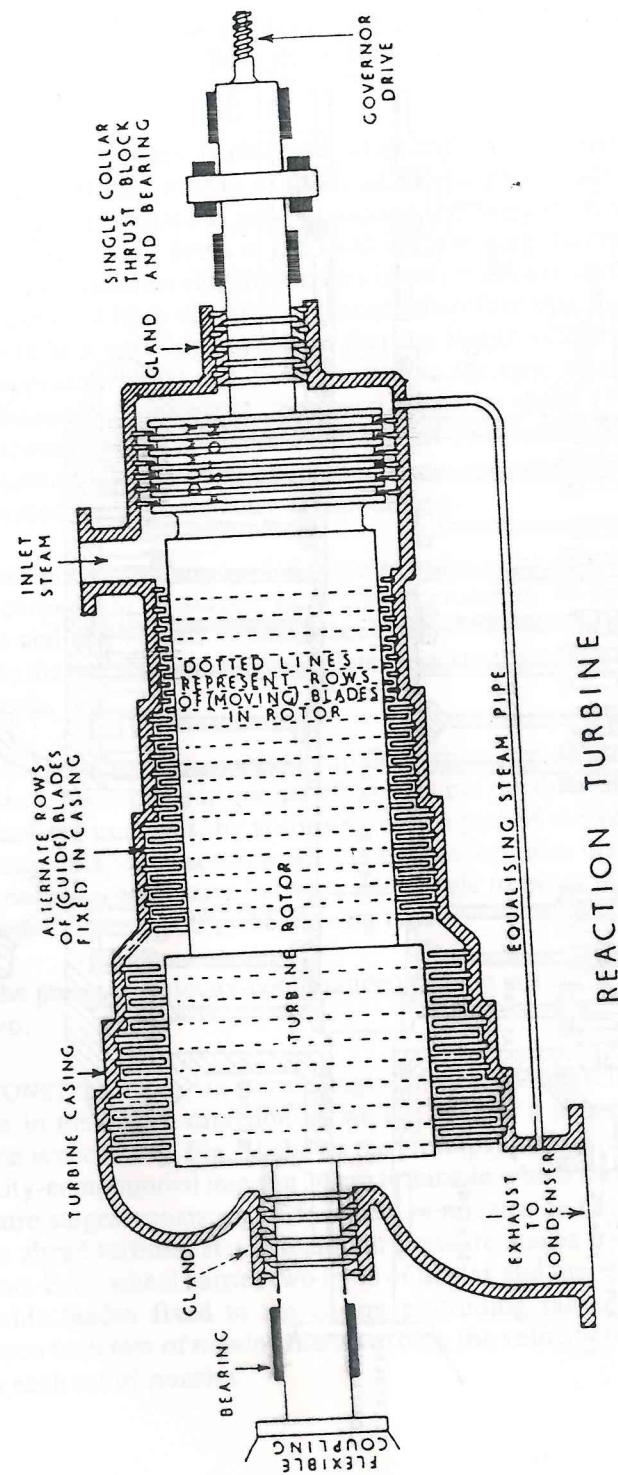 FLEXIBLE
COUPLING
BEARING
GLAND
TURBINE CASING
ALTERNATE ROWS
OF (GUIDE) BLADES
FIXED IN CASING
INLET
STEAM
GLAND
SINGLE COLLAR
THRUST BLOCK
AND BEARING
DUMMY
PISTON
DOTTED LINES
REPRESENT ROWS
OF (MOVING) BLADES
IN ROTOR
TURBINE ROTOR
GOVERNOR
DRIVE
EXHAUST
TO
CONDENSER
EQUALISING STEAM PIPE
REACTION TURBINE